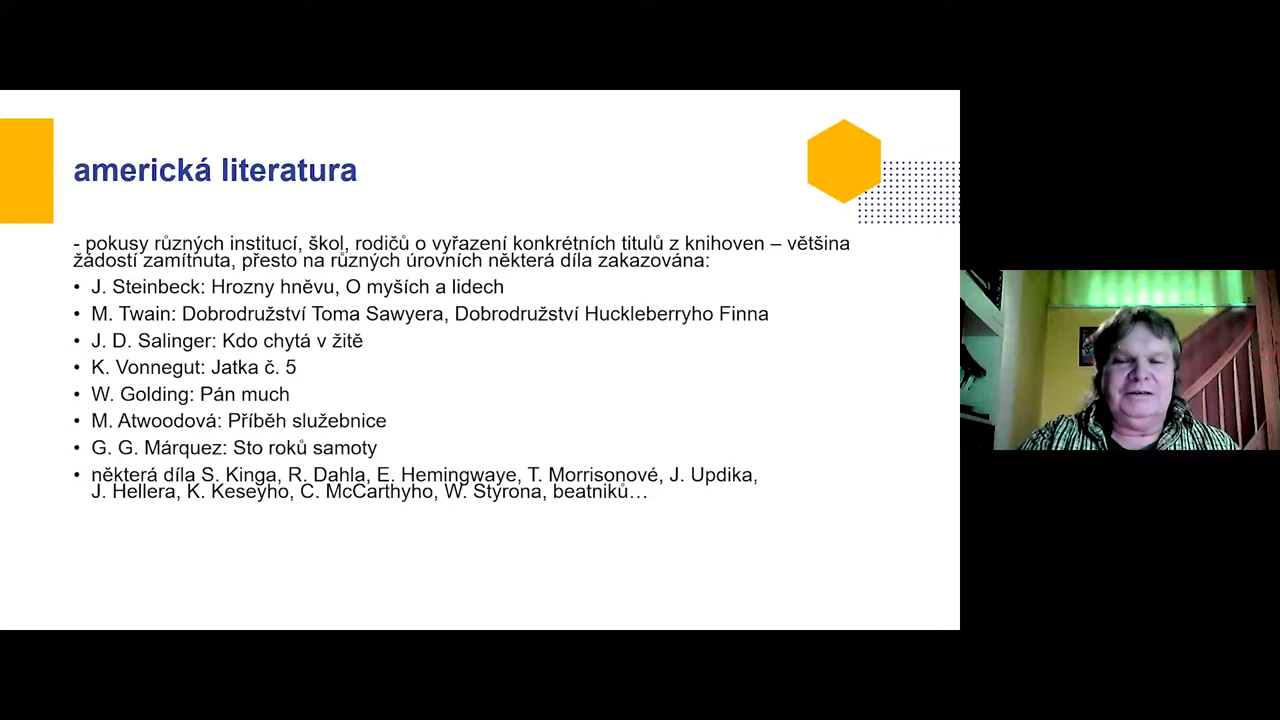 americká literatura
- pokusy různých institucí, škol, rodičů o vyřazení konkrétních titulů z knihoven – většina
žádostí zamítnuta, přesto na různých úrovních některá díla zakazována:
• J. Steinbeck: Hrozny hněvu, O myších a lidech
• M. Twain: Dobrodružství Toma Sawyera, Dobrodružství Huckleberryho Finna
• J. D. Salinger: Kdo chytá v žitě
• K. Vonnegut: Jatka č. 5
• W. Golding: Pán much
• M. Atwoodová: Příběh služebnice
• G. G. Márquez: Sto roků samoty
• některá díla S. Kinga, R. Dahla, E. Hemingwaye, T. Morrisonové, J. Updika,
J. Hellera, K. Keseyho, C. McCarthyho, W. Styrona, beatniků…